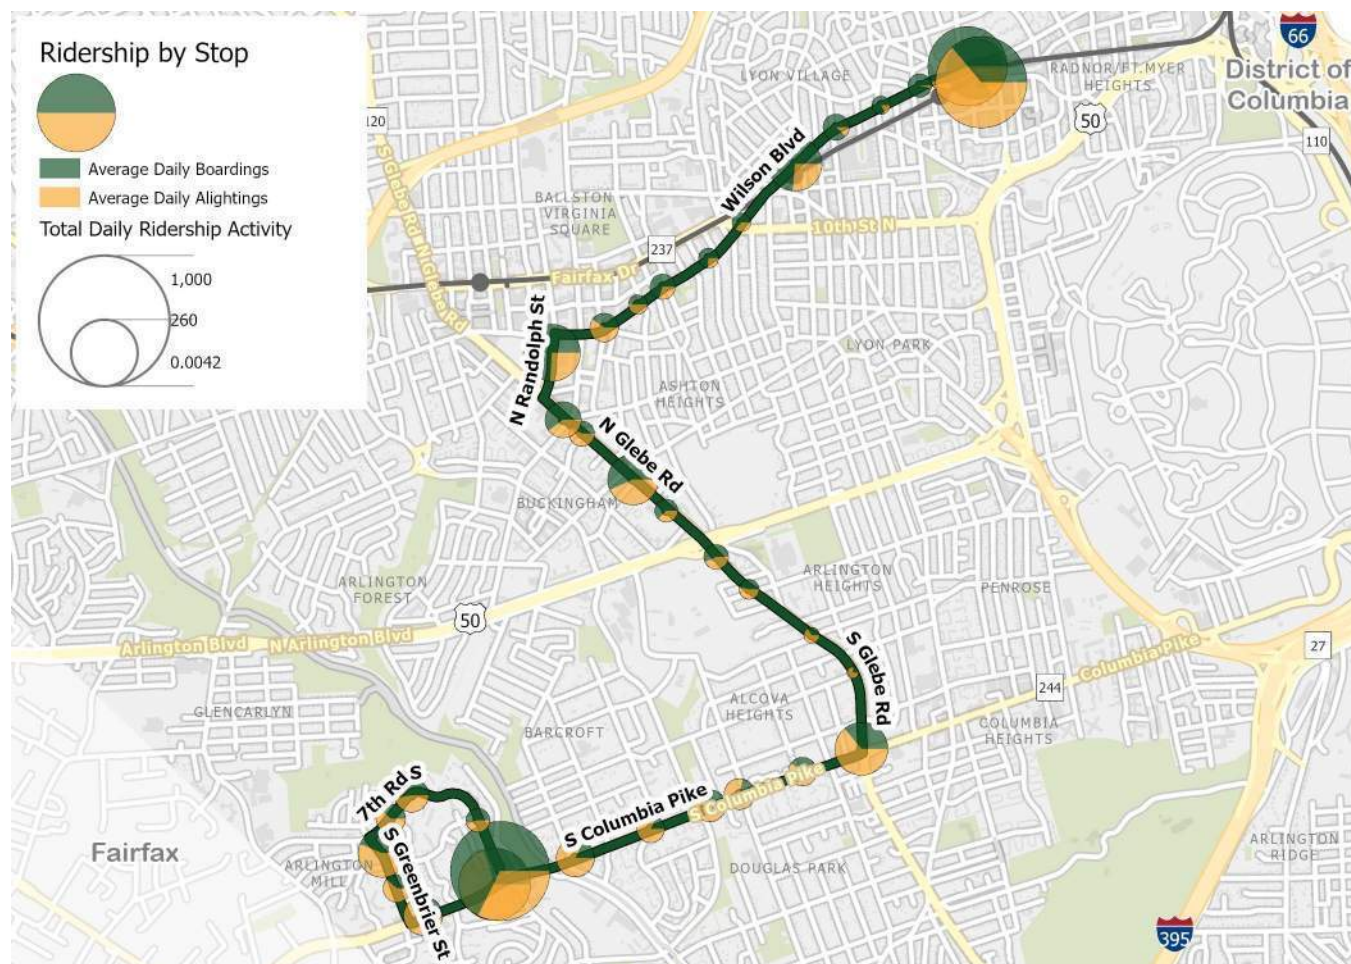 Ridership by Stop
Average Daily Boardings
Average Daily Alightings
Total Daily Ridership Activity
1,000
260
0.0042
66
District of
Columbia
LYON VILLAGE
RADNOR/FT.MYER
HEIGHTS
50
110
120
S Glebe Rd
N Glebe Rd
Wilson Blvd
BALLSTON -
VIRGINIA
SQUARE
10th St N
237
Fairfax Dr
N Randolph St
LYON PARK
ASHTON
HEIGHTS
N Glebe Rd
BUCKINGHAM
ARLINGTON
FOREST
ARLINGTON
HEIGHTS
PENROSE
50
Arlington Blvd
N Arlington Blvd
27
S Glebe Rd
Columbia Pike
244
GLENCARLYN
ALCOVA
HEIGHTS
COLUMBIA
HEIGHTS
BARCROFT
7th Rd S
S Columbia Pike
S Columbia Pike
Fairfax
ARLINGTON
MILL
S Greenbrier St
DOUGLAS PARK
ARLINGTON
RIDGE
395